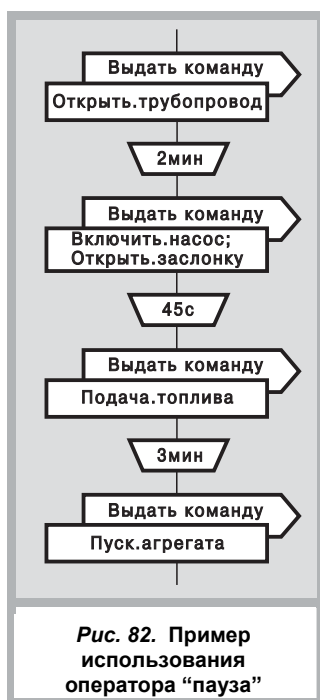 Выдать команду
Открыть.трубопровод
2мин
Выдать команду
Включить.насос;
Открыть.заслонку
45с
Выдать команду
Подача.топлива
3мин
Выдать команду
Пуск.агрегата
Рис. 82. Пример
использования
оператора “пауза”